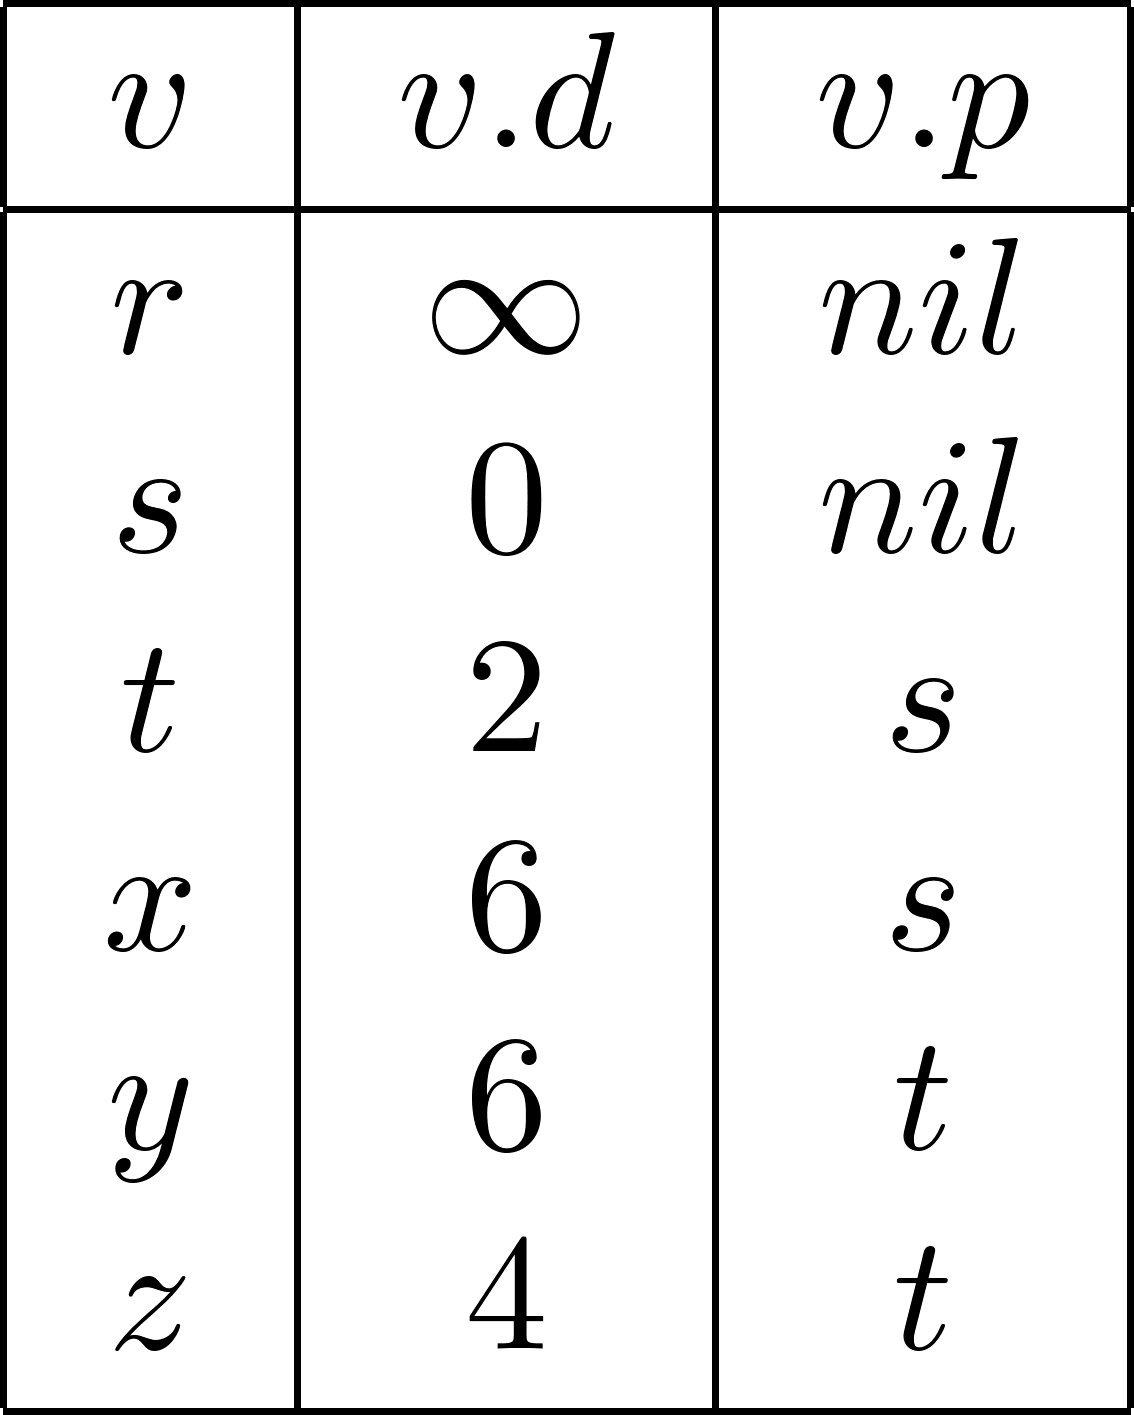 v v.d v.p
r ∞ nil
s 0 nil
t 2 s
x 6 s
y 6 t
z 4 t